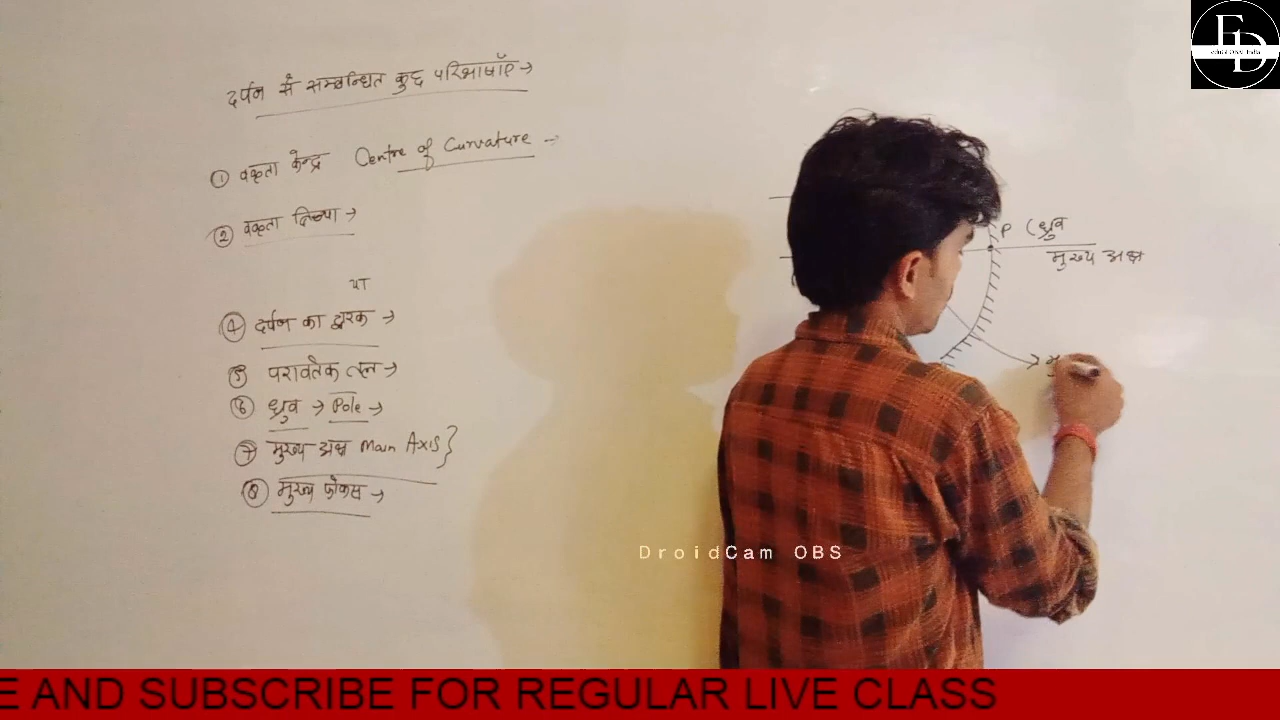 दर्पण से सम्बन्धित कुछ परिभाषाएँ →
① वक्रता केन्द्र Centre of Curvature →
② वक्रता त्रिज्या →
या
④ दर्पण का द्वारक →
⑤ परावर्तक तल →
⑥ ध्रुव → Pole →
⑦ मुख्य अक्ष Main Axis }
⑧ मुख्य फोकस →
P (ध्रुव
मुख्य अक्ष
→ मु
DroidCam OBS
E AND SUBSCRIBE FOR REGULAR LIVE CLASS
ED